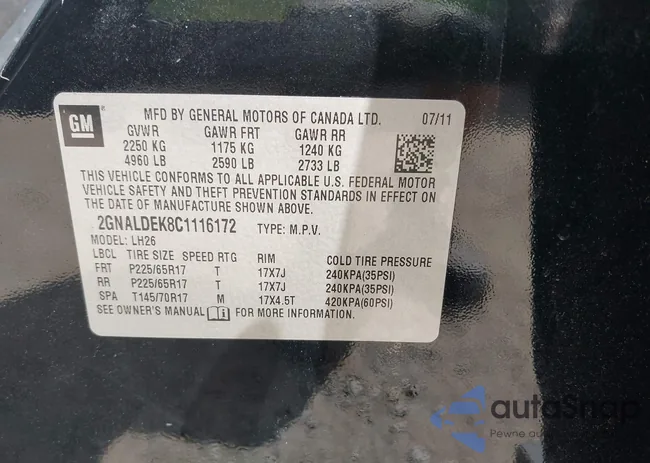 GM
MFD BY GENERAL MOTORS OF CANADA LTD. 07/11
GVWR GAWR FRT GAWR RR
2250 KG 1175 KG 1240 KG
4960 LB 2590 LB 2733 LB
THIS VEHICLE CONFORMS TO ALL APPLICABLE U.S. FEDERAL MOTOR
VEHICLE SAFETY AND THEFT PREVENTION STANDARDS IN EFFECT ON
THE DATE OF MANUFACTURE SHOWN ABOVE.
2GNALDEK8C1116172 TYPE: M.P.V.
MODEL: LH26
LBCL TIRE SIZE SPEED RTG RIM COLD TIRE PRESSURE
FRT P225/65R17 T 17X7J 240KPA(35PSI)
RR P225/65R17 T 17X7J 240KPA(35PSI)
SPA T145/70R17 M 17X4.5T 420KPA(60PSI)
SEE OWNER'S MANUAL FOR MORE INFORMATION.
autoSnap
Pewne auto